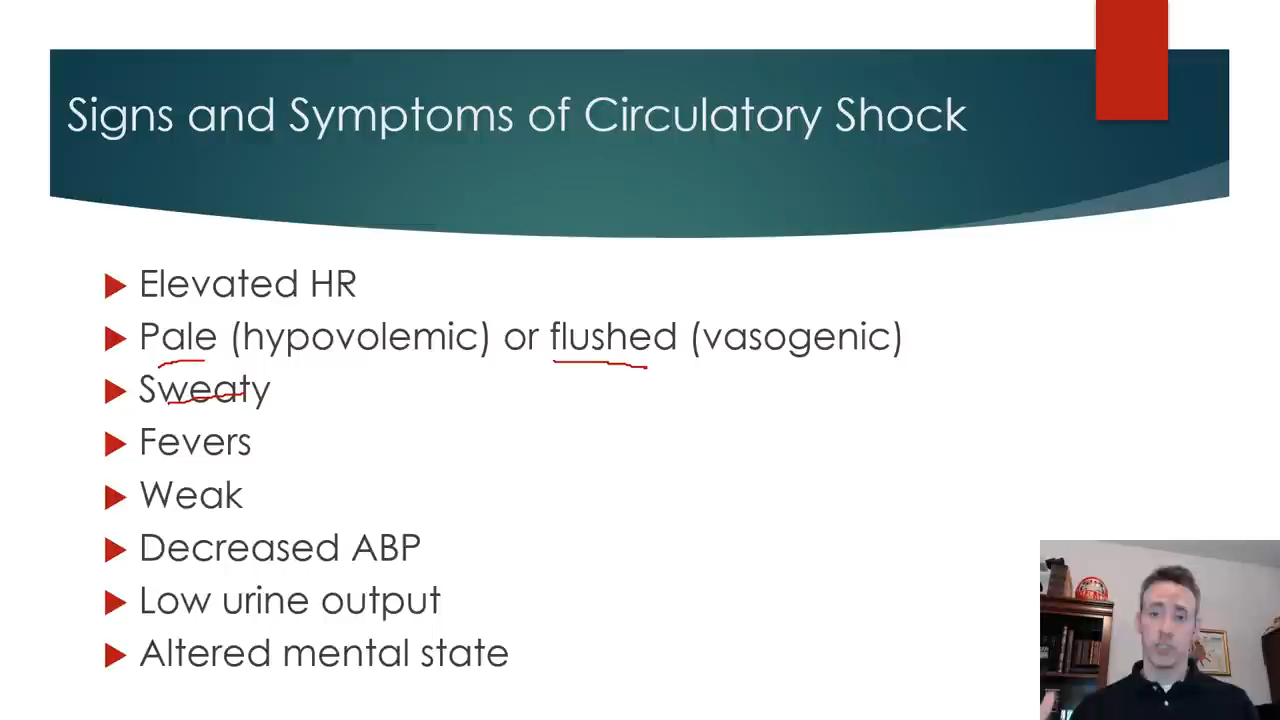 Signs and Symptoms of Circulatory Shock
Elevated HR
Pale (hypovolemic) or flushed (vasogenic)
Sweaty
Fevers
Weak
Decreased ABP
Low urine output
Altered mental state